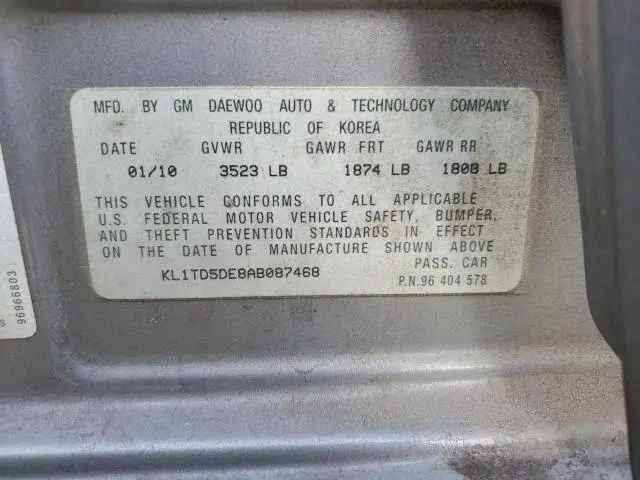 MFD. BY GM DAEWOO AUTO & TECHNOLOGY COMPANY
REPUBLIC OF KOREA
DATE GVWR GAWR FRT GAWR RR
01/10 3523 LB 1874 LB 1808 LB
THIS VEHICLE CONFORMS TO ALL APPLICABLE
U.S. FEDERAL MOTOR VEHICLE SAFETY, BUMPER,
AND THEFT PREVENTION STANDARDS IN EFFECT
ON THE DATE OF MANUFACTURE SHOWN ABOVE
PASS. CAR
KL1TD5DE8AB087468
P.N.96 404 578
96966803